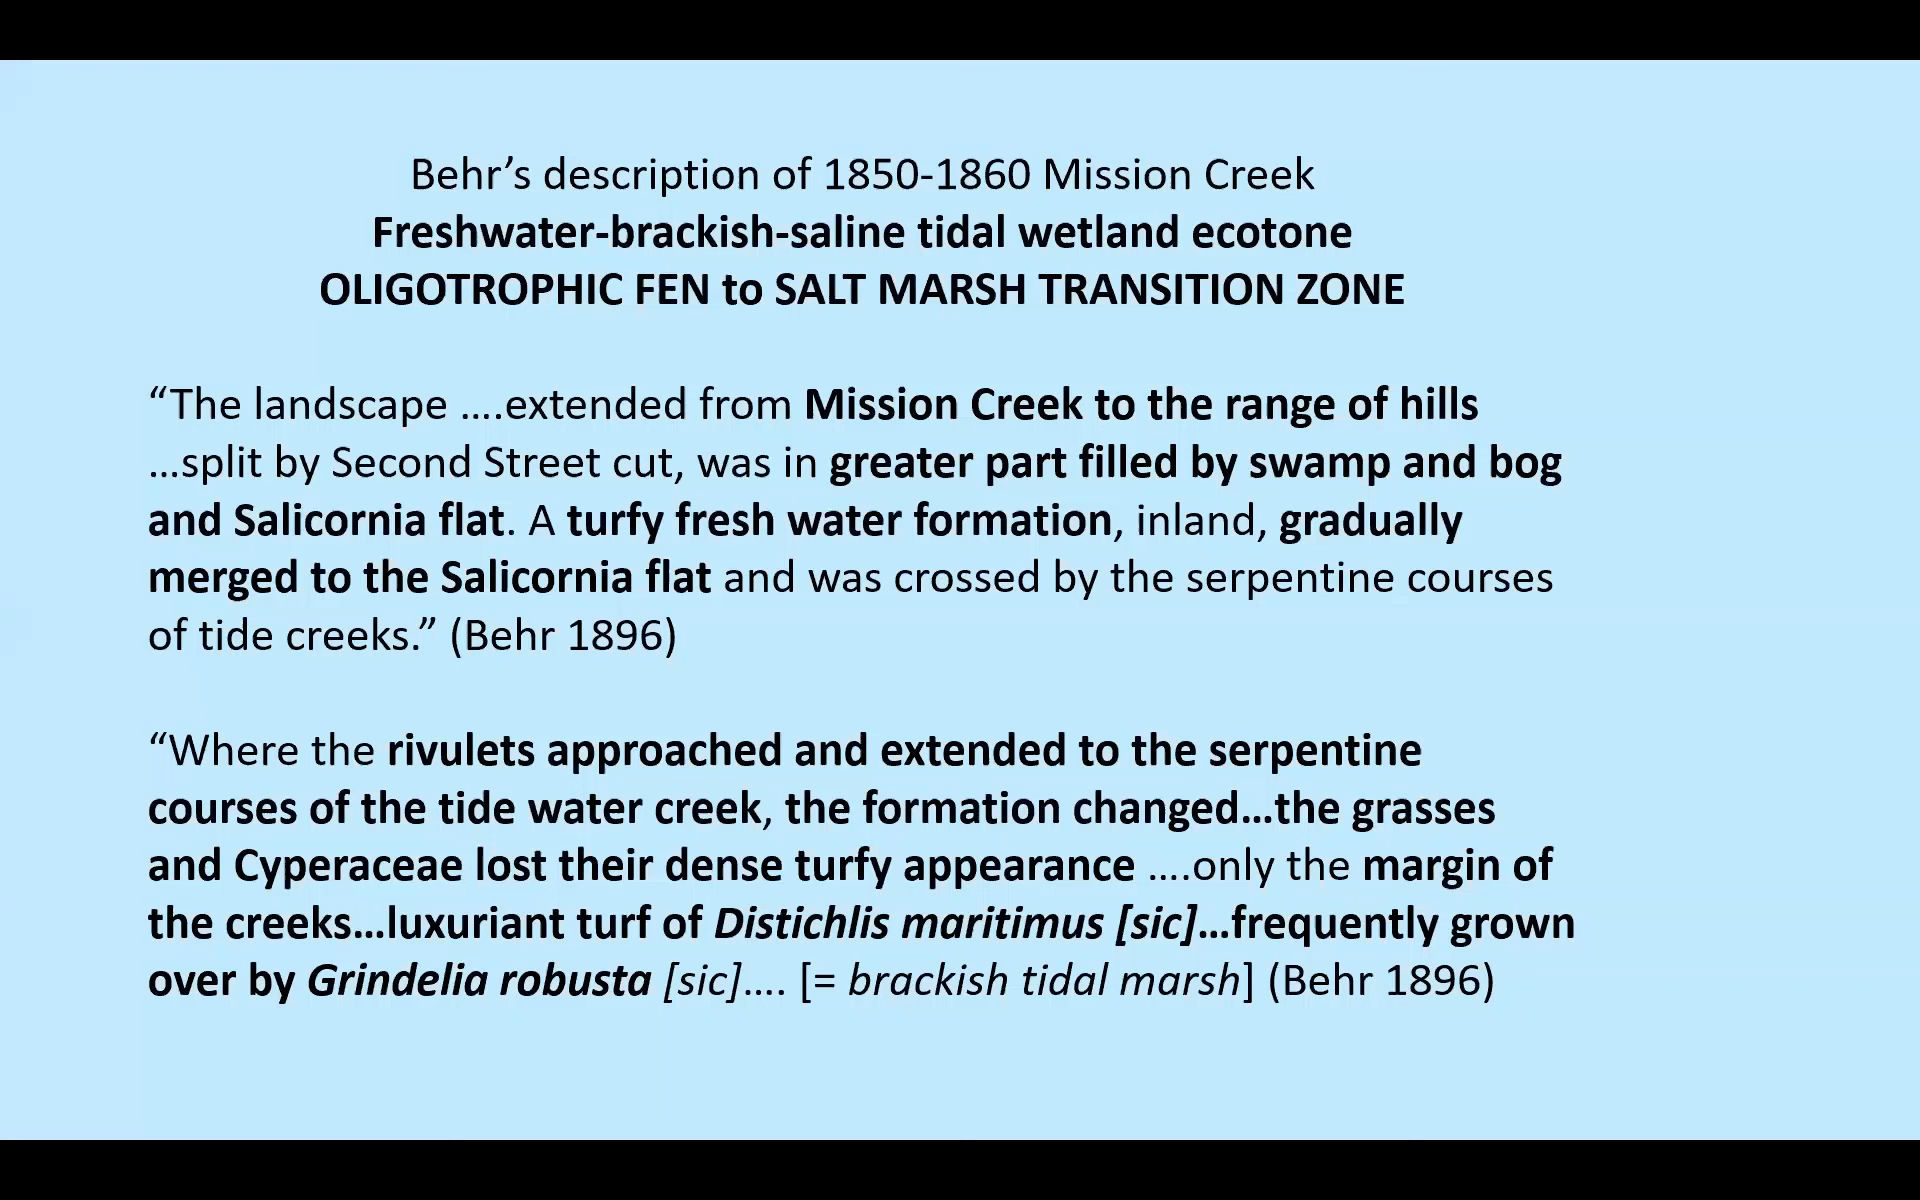 Behr’s description of 1850-1860 Mission Creek
Freshwater-brackish-saline tidal wetland ecotone
OLIGOTROPHIC FEN to SALT MARSH TRANSITION ZONE
“The landscape ….extended from Mission Creek to the range of hills
…split by Second Street cut, was in greater part filled by swamp and bog
and Salicornia flat. A turfy fresh water formation, inland, gradually
merged to the Salicornia flat and was crossed by the serpentine courses
of tide creeks.” (Behr 1896)
“Where the rivulets approached and extended to the serpentine
courses of the tide water creek, the formation changed…the grasses
and Cyperaceae lost their dense turfy appearance ….only the margin of
the creeks…luxuriant turf of Distichlis maritimus [sic]…frequently grown
over by Grindelia robusta [sic]…. [= brackish tidal marsh] (Behr 1896)